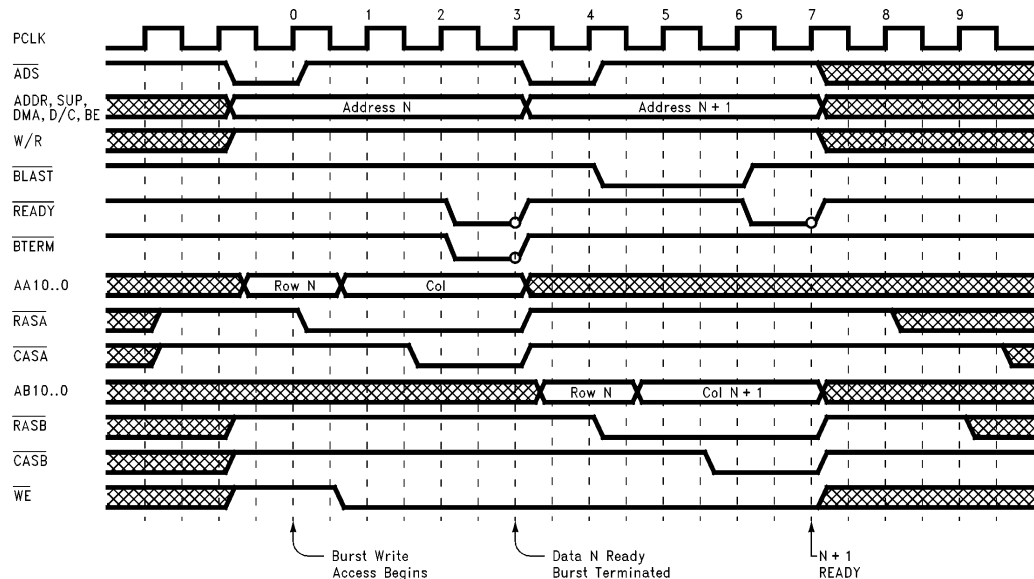 0 1 2 3 4 5 6 7 8 9
PCLK
ADS
ADDR, SUP,
DMA, D/C, BE
Address N
Address N + 1
W/R
BLAST
READY
BTERM
AA10..0
Row N
Col
RASA
CASA
AB10..0
Row N
Col N + 1
RASB
CASB
WE
Burst Write
Access Begins
Data N Ready
Burst Terminated
N + 1
READY